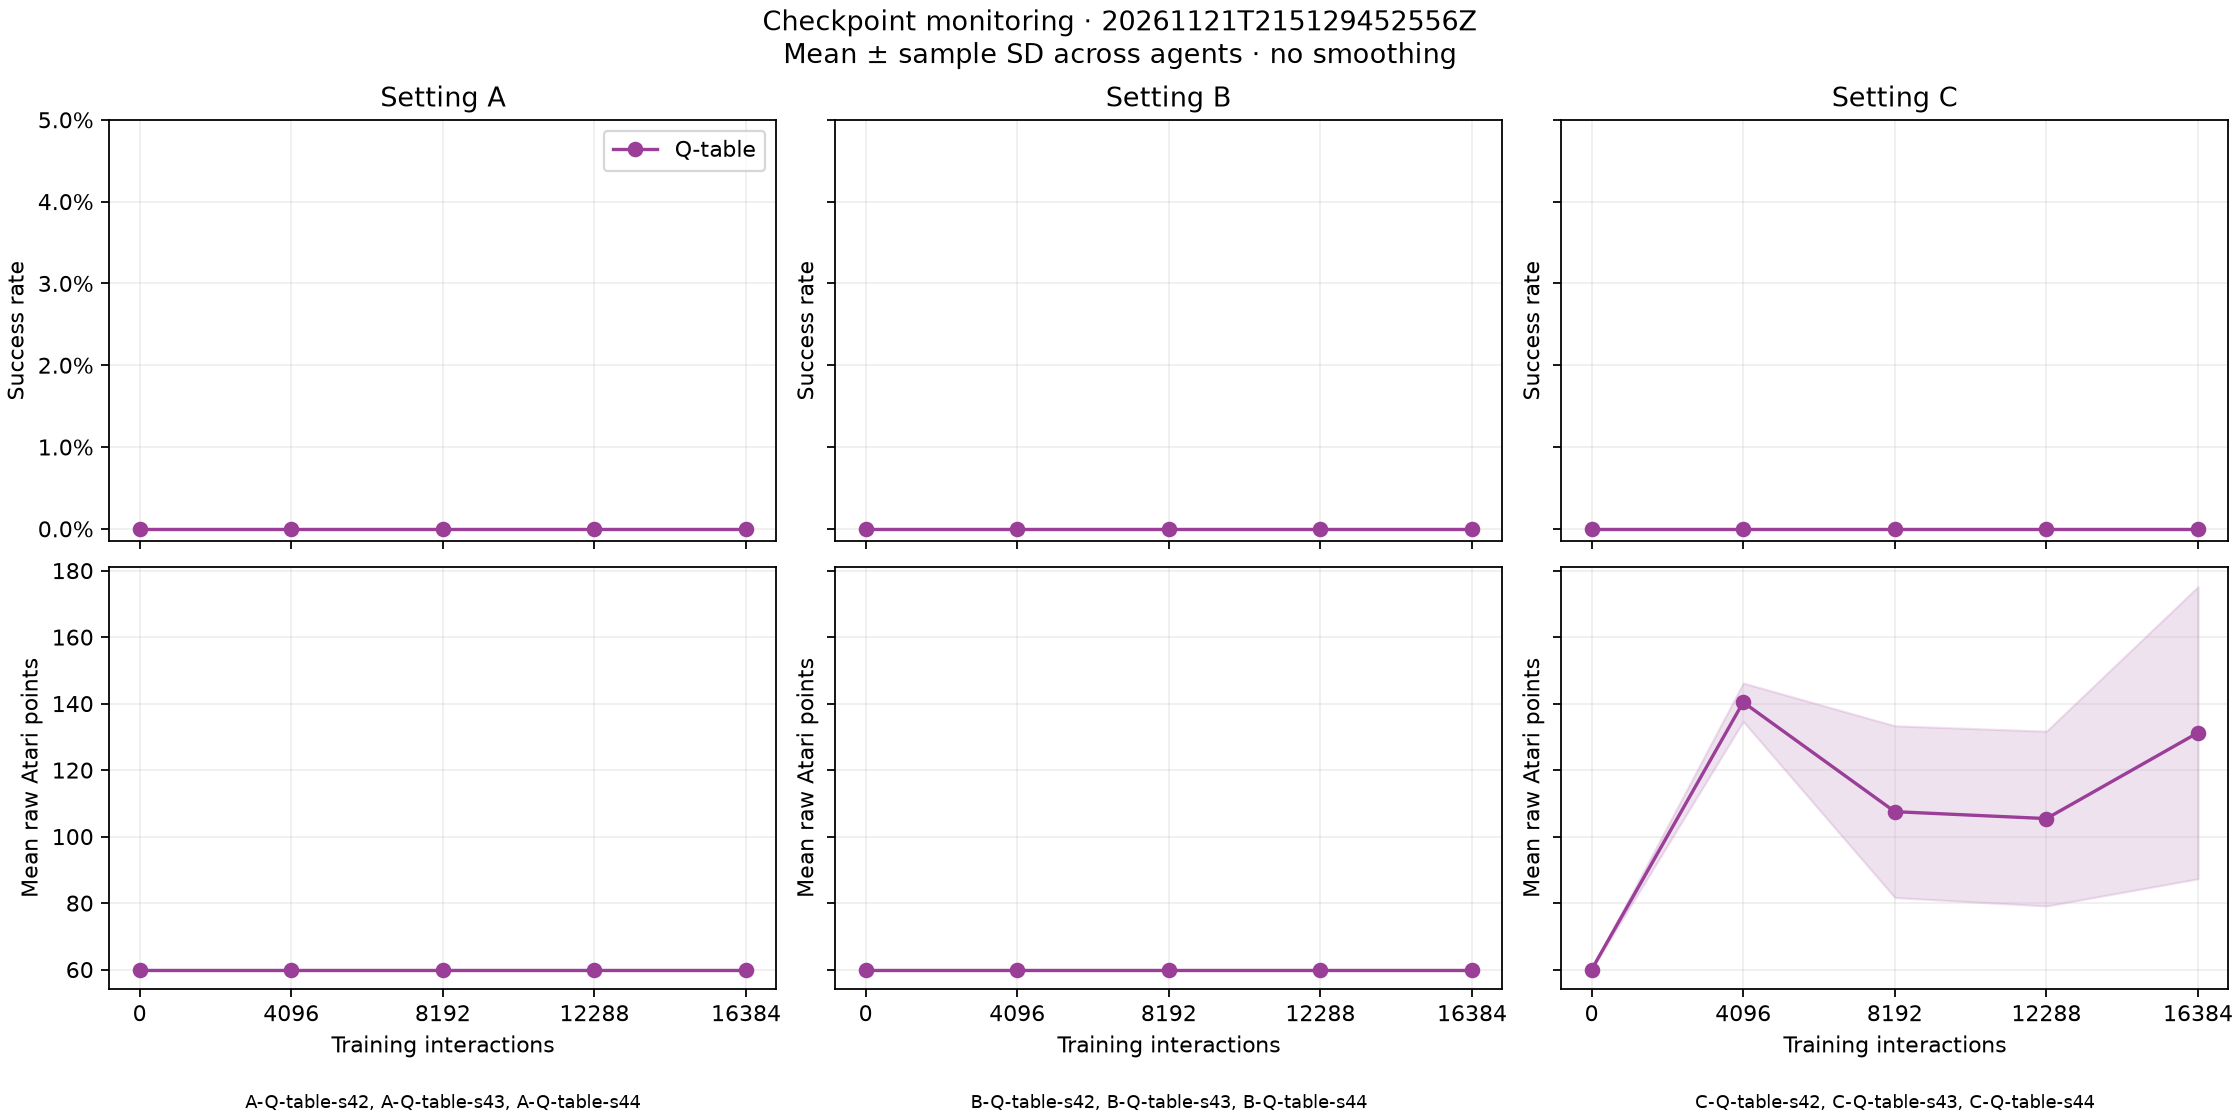 Checkpoint monitoring · 20261121T215129452556Z
Mean ± sample SD across agents · no smoothing
Setting A
Setting B
Setting C
5.0%
4.0%
3.0%
2.0%
1.0%
0.0%
Success rate
Q-table
Success rate
Success rate
180
160
140
120
100
80
60
Mean raw Atari points
Mean raw Atari points
Mean raw Atari points
0 4096 8192 12288 16384
0 4096 8192 12288 16384
0 4096 8192 12288 16384
Training interactions
Training interactions
Training interactions
A-Q-table-s42, A-Q-table-s43, A-Q-table-s44
B-Q-table-s42, B-Q-table-s43, B-Q-table-s44
C-Q-table-s42, C-Q-table-s43, C-Q-table-s44